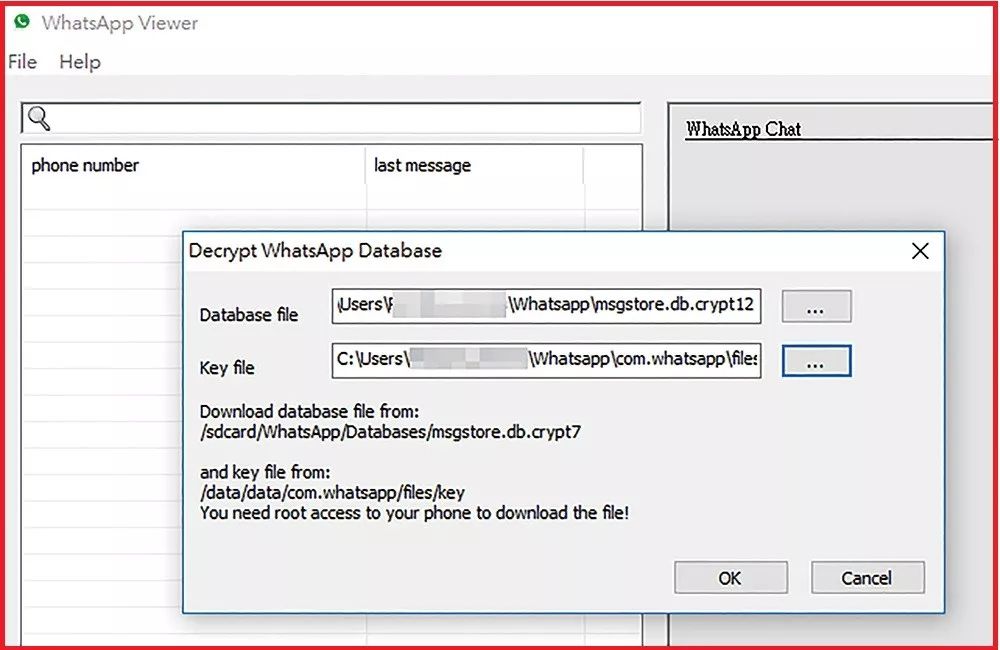 WhatsApp Viewer
File Help
phone number last message
WhatsApp Chat
Decrypt WhatsApp Database
Database file \Users\ \Whatsapp\msgstore.db.crypt12 ...
Key file C:\Users\ \Whatsapp\com.whatsapp\files ...
Download database file from:
/sdcard/WhatsApp/Databases/msgstore.db.crypt7
and key file from:
/data/data/com.whatsapp/files/key
You need root access to your phone to download the file!
OK Cancel